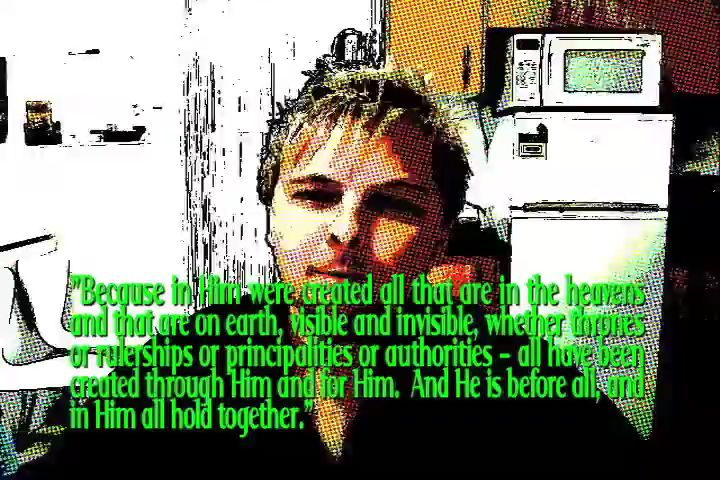 "Because in Him were created all that are in the heavens
and that are on earth, visible and invisible, whether thrones
or rulerships or principalities or authorities – all have been
created through Him and for Him.  And He is before all, and
in Him all hold together."